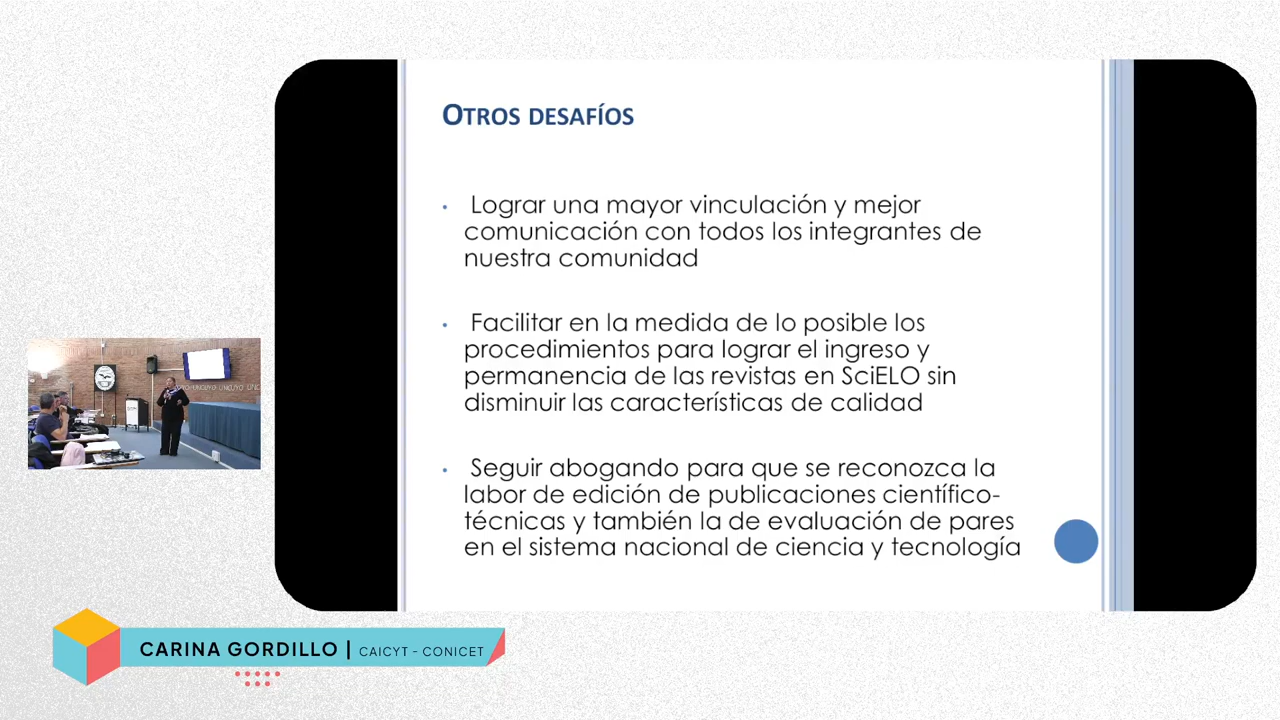 OTROS DESAFÍOS
• Lograr una mayor vinculación y mejor
comunicación con todos los integrantes de
nuestra comunidad
• Facilitar en la medida de lo posible los
procedimientos para lograr el ingreso y
permanencia de las revistas en SciELO sin
disminuir las características de calidad
• Seguir abogando para que se reconozca la
labor de edición de publicaciones científico-
técnicas y también la de evaluación de pares
en el sistema nacional de ciencia y tecnología
UNCUYO
CARINA GORDILLO | CAICYT - CONICET